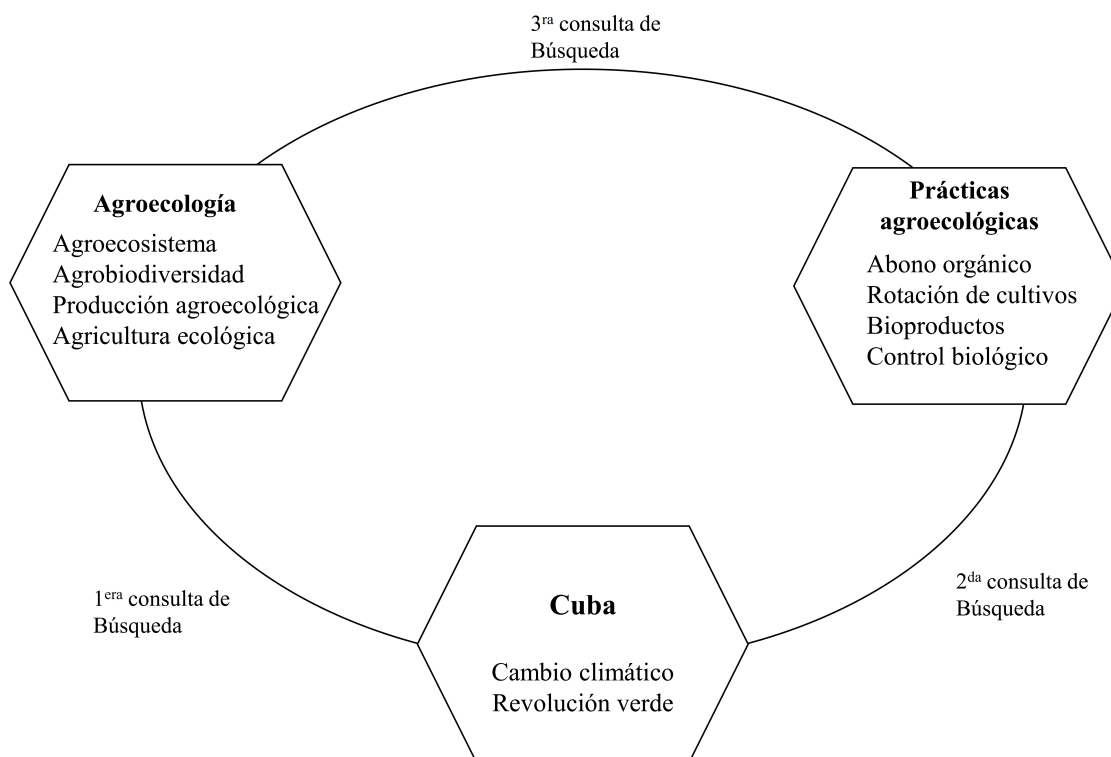 3ra consulta de
Búsqueda
Agroecología
Agroecosistema
Agrobiodiversidad
Producción agroecológica
Agricultura ecológica
Prácticas
agroecológicas
Abono orgánico
Rotación de cultivos
Bioproductos
Control biológico
1era consulta de
Búsqueda
2da consulta de
Búsqueda
Cuba
Cambio climático
Revolución verde